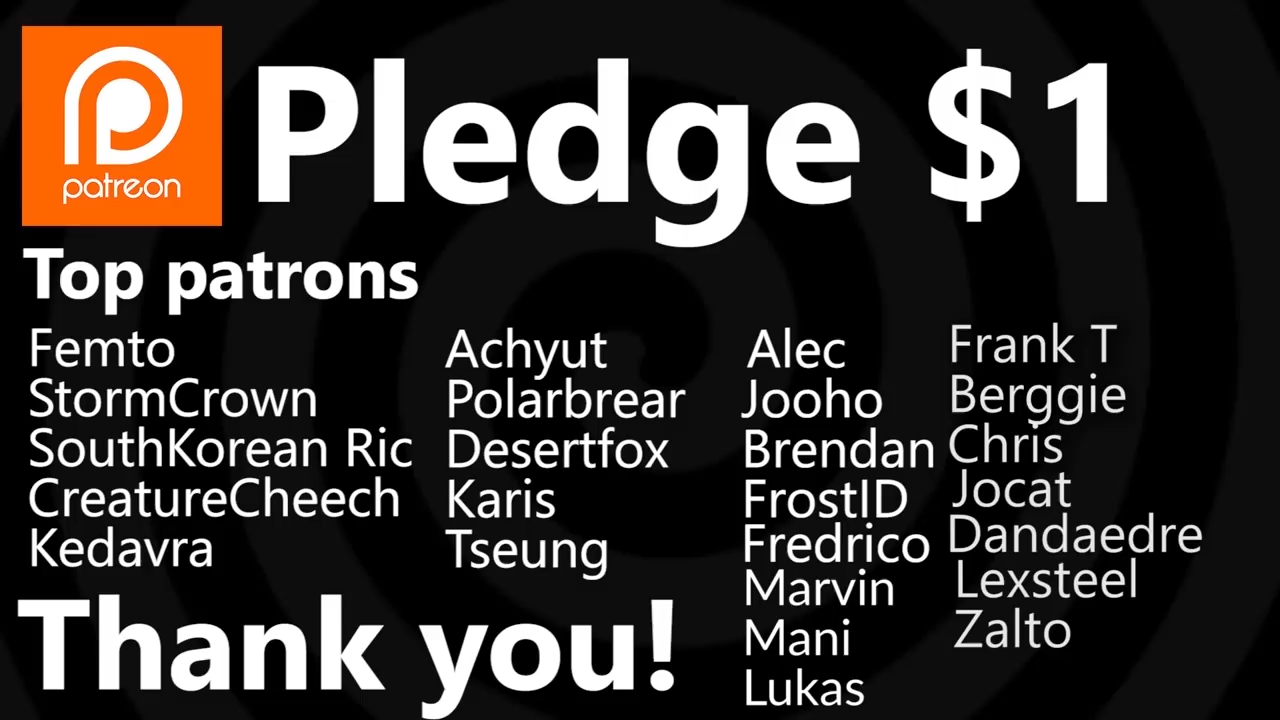 patreon
Pledge $1
Top patrons
Femto
StormCrown
SouthKorean Ric
CreatureCheech
Kedavra
Achyut
Polarbrear
Desertfox
Karis
Tseung
Alec
Jooho
Brendan
FrostID
Fredrico
Marvin
Mani
Lukas
Frank T
Berggie
Chris
Jocat
Dandaedre
Lexsteel
Zalto
Thank you!